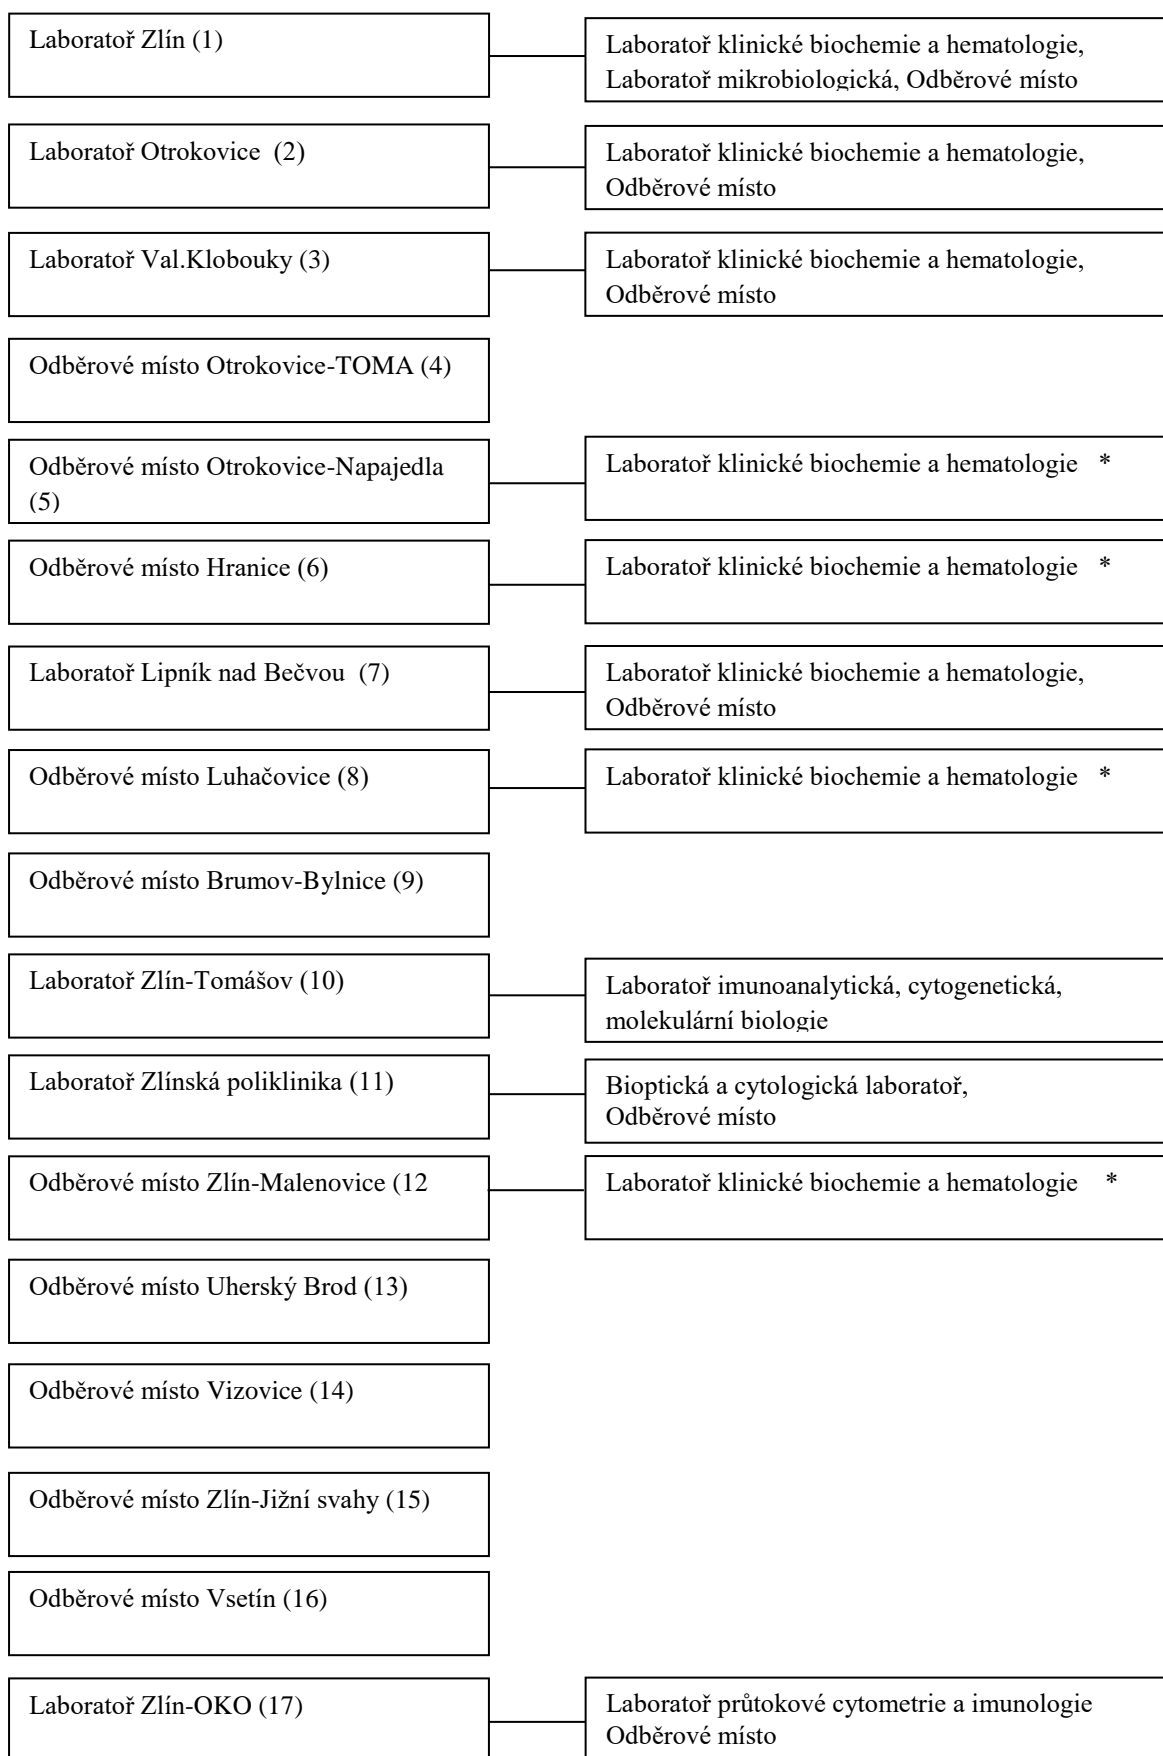 Laboratoř Zlín (1)
Laboratoř klinické biochemie a hematologie,
Laboratoř mikrobiologická, Odběrové místo
Laboratoř Otrokovice  (2)
Laboratoř klinické biochemie a hematologie,
Odběrové místo
Laboratoř Val.Klobouky (3)
Laboratoř klinické biochemie a hematologie,
Odběrové místo
Odběrové místo Otrokovice-TOMA (4)
Odběrové místo Otrokovice-Napajedla
(5)
Laboratoř klinické biochemie a hematologie   *
Odběrové místo Hranice (6)
Laboratoř klinické biochemie a hematologie   *
Laboratoř Lipník nad Bečvou  (7)
Laboratoř klinické biochemie a hematologie,
Odběrové místo
Odběrové místo Luhačovice (8)
Laboratoř klinické biochemie a hematologie   *
Odběrové místo Brumov-Bylnice (9)
Laboratoř Zlín-Tomášov (10)
Laboratoř imunoanalytická, cytogenetická,
molekulární biologie
Laboratoř Zlínská poliklinika (11)
Bioptická a cytologická laboratoř,
Odběrové místo
Odběrové místo Zlín-Malenovice (12
Laboratoř klinické biochemie a hematologie    *
Odběrové místo Uherský Brod (13)
Odběrové místo Vizovice (14)
Odběrové místo Zlín-Jižní svahy (15)
Odběrové místo Vsetín (16)
Laboratoř Zlín-OKO (17)
Laboratoř průtokové cytometrie a imunologie
Odběrové místo